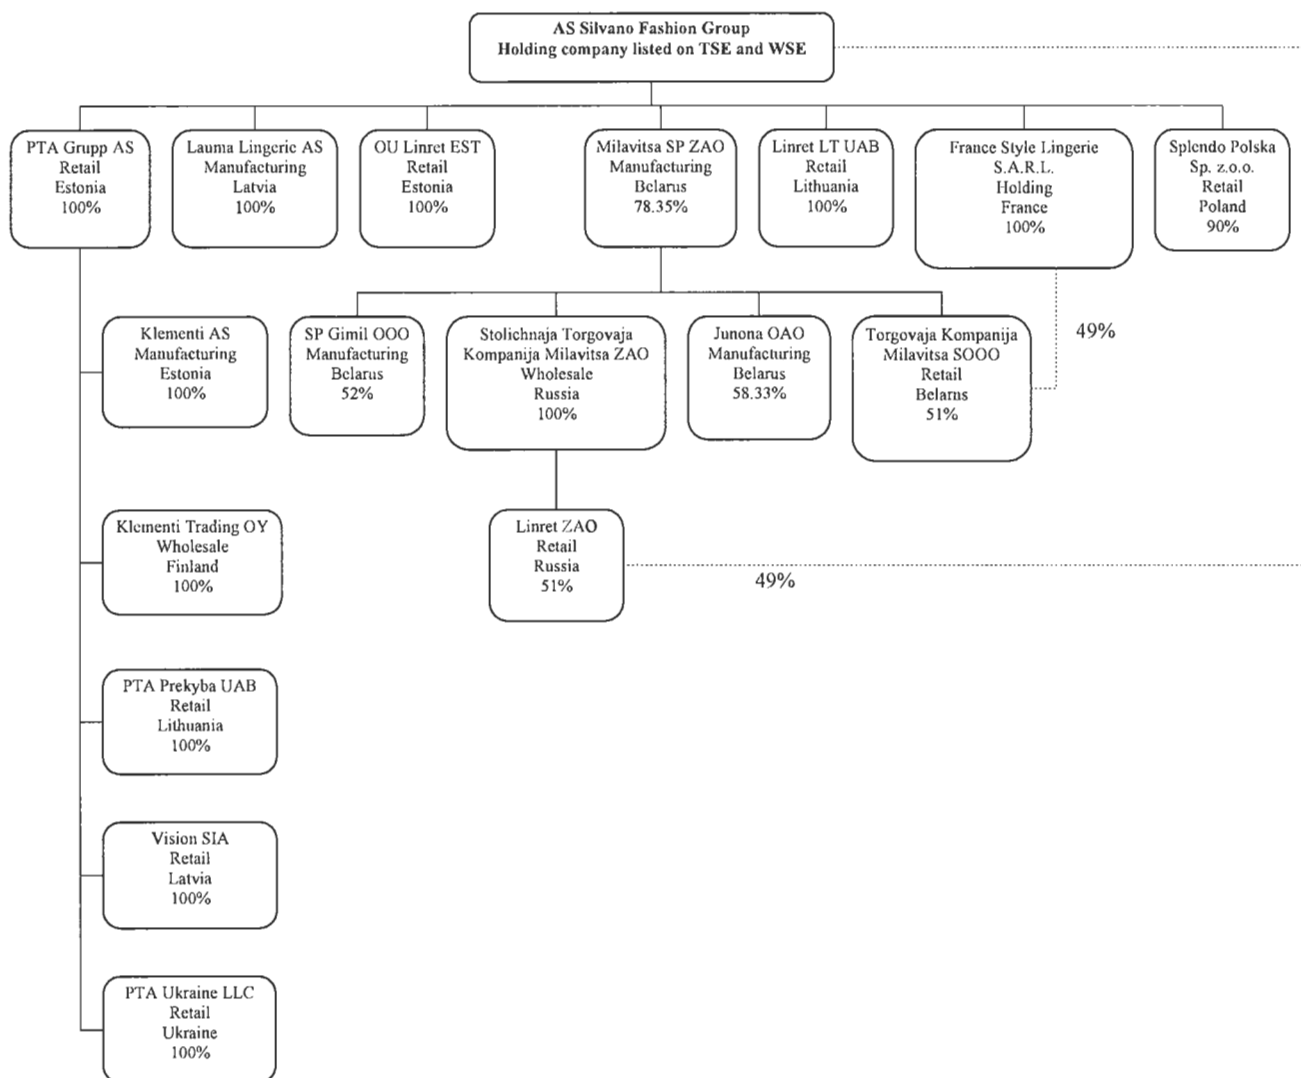 AS Silvano Fashion Group
Holding company listed on TSE and WSE
PTA Grupp AS
Retail
Estonia
100%
Lauma Lingerie AS
Manufacturing
Latvia
100%
OU Linret EST
Retail
Estonia
100%
Milavitsa SP ZAO
Manufacturing
Belarus
78.35%
Linret LT UAB
Retail
Lithuania
100%
France Style Lingerie
S.A.R.L.
Holding
France
100%
Splendo Polska
Sp. z.o.o.
Retail
Poland
90%
Klementi AS
Manufacturing
Estonia
100%
SP Gimil OOO
Manufacturing
Belarus
52%
Stolichnaja Torgovaja
Kompanija Milavitsa ZAO
Wholesale
Russia
100%
Junona OAO
Manufacturing
Belarus
58.33%
Torgovaja Kompanija
Milavitsa SOOO
Retail
Belarus
51%
49%
Klementi Trading OY
Wholesale
Finland
100%
Linret ZAO
Retail
Russia
51%
49%
PTA Prekyba UAB
Retail
Lithuania
100%
Vision SIA
Retail
Latvia
100%
PTA Ukraine LLC
Retail
Ukraine
100%